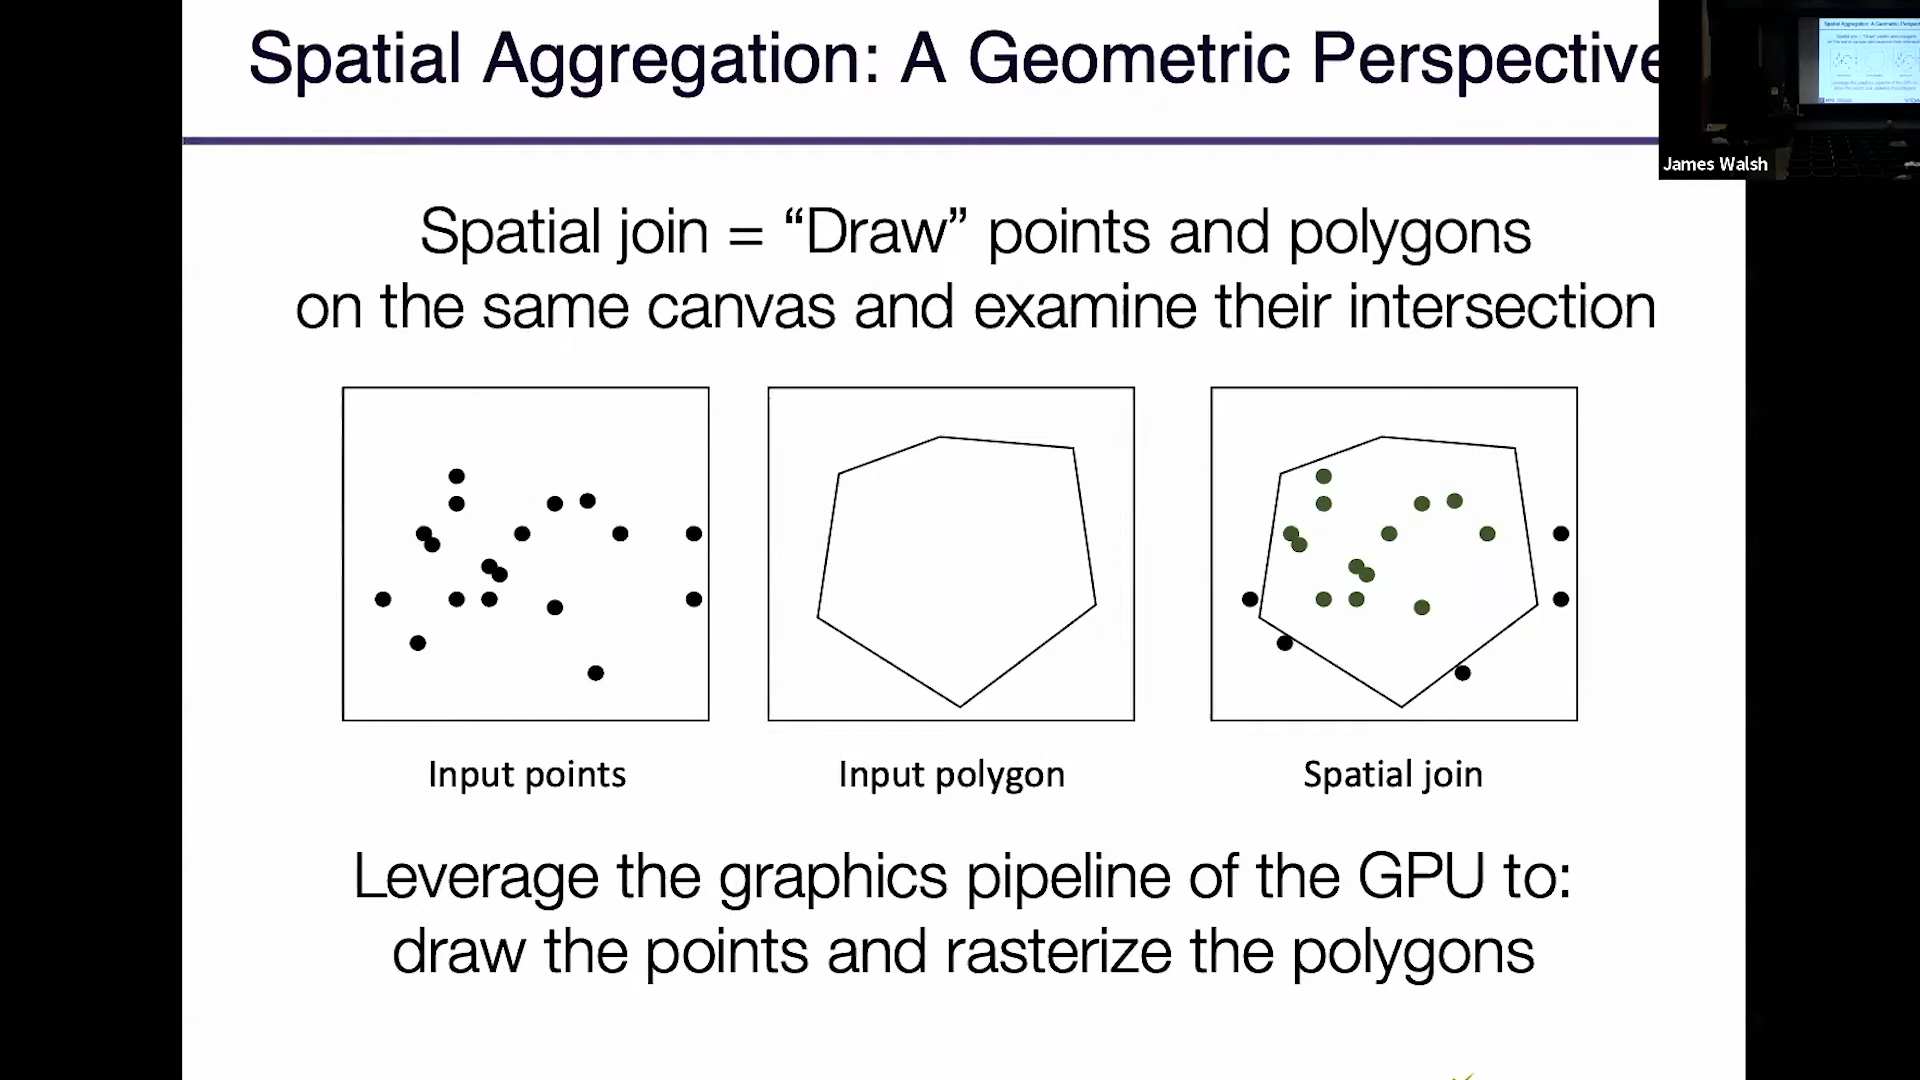 Spatial Aggregation: A Geometric Perspective
James Walsh
Spatial join = “Draw” points and polygons
on the same canvas and examine their intersection
Input points
Input polygon
Spatial join
Leverage the graphics pipeline of the GPU to:
draw the points and rasterize the polygons